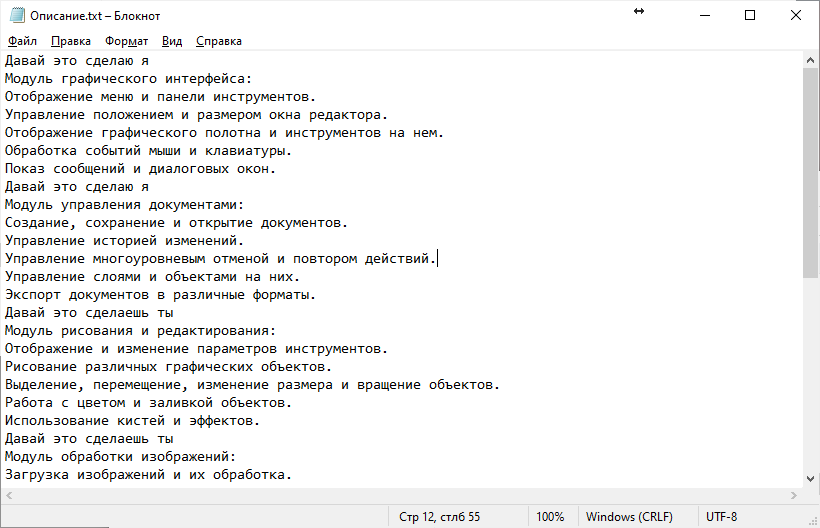 Описание.txt – Блокнот
Файл Правка Формат Вид Справка
Давай это сделаю я
Модуль графического интерфейса:
Отображение меню и панели инструментов.
Управление положением и размером окна редактора.
Отображение графического полотна и инструментов на нем.
Обработка событий мыши и клавиатуры.
Показ сообщений и диалоговых окон.
Давай это сделаю я
Модуль управления документами:
Создание, сохранение и открытие документов.
Управление историей изменений.
Управление многоуровневым отменой и повтором действий.
Управление слоями и объектами на них.
Экспорт документов в различные форматы.
Давай это сделаешь ты
Модуль рисования и редактирования:
Отображение и изменение параметров инструментов.
Рисование различных графических объектов.
Выделение, перемещение, изменение размера и вращение объектов.
Работа с цветом и заливкой объектов.
Использование кистей и эффектов.
Давай это сделаешь ты
Модуль обработки изображений:
Загрузка изображений и их обработка.
Стр 12, стлб 55 100% Windows (CRLF) UTF-8